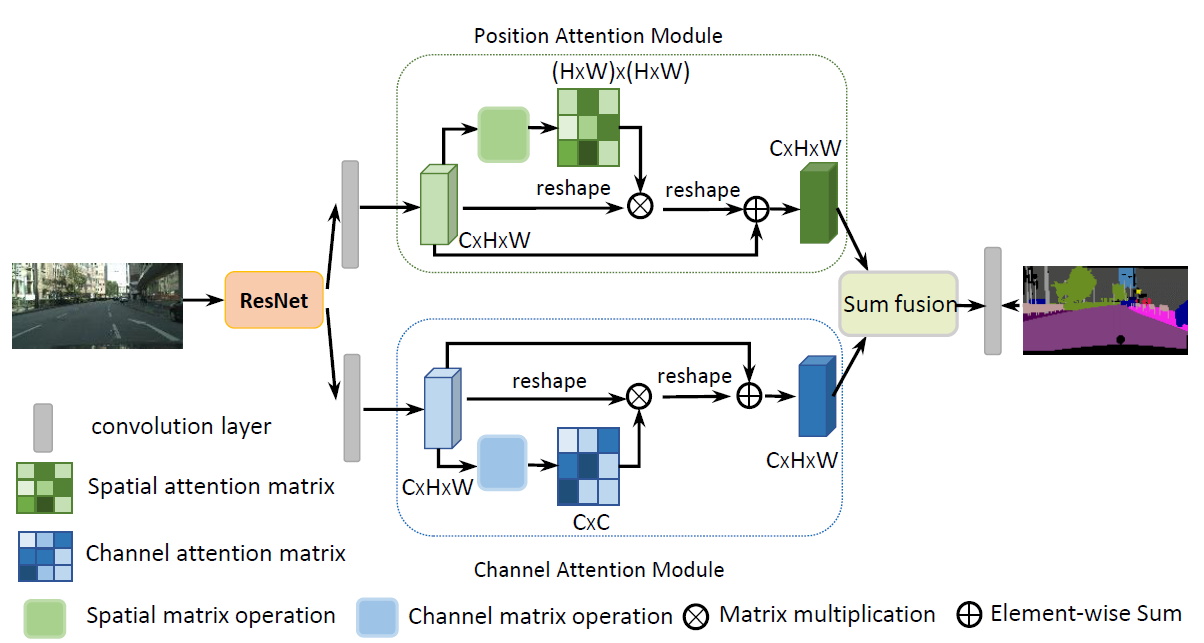 Position Attention Module
(HxW)x(HxW)
CxHxW
reshape
reshape
CxHxW
ResNet
Sum fusion
reshape
reshape
convolution layer
CxHxW
CxHxW
Spatial attention matrix
CxC
Channel attention matrix
Channel Attention Module
Spatial matrix operation
Channel matrix operation
Matrix multiplication
Element-wise Sum